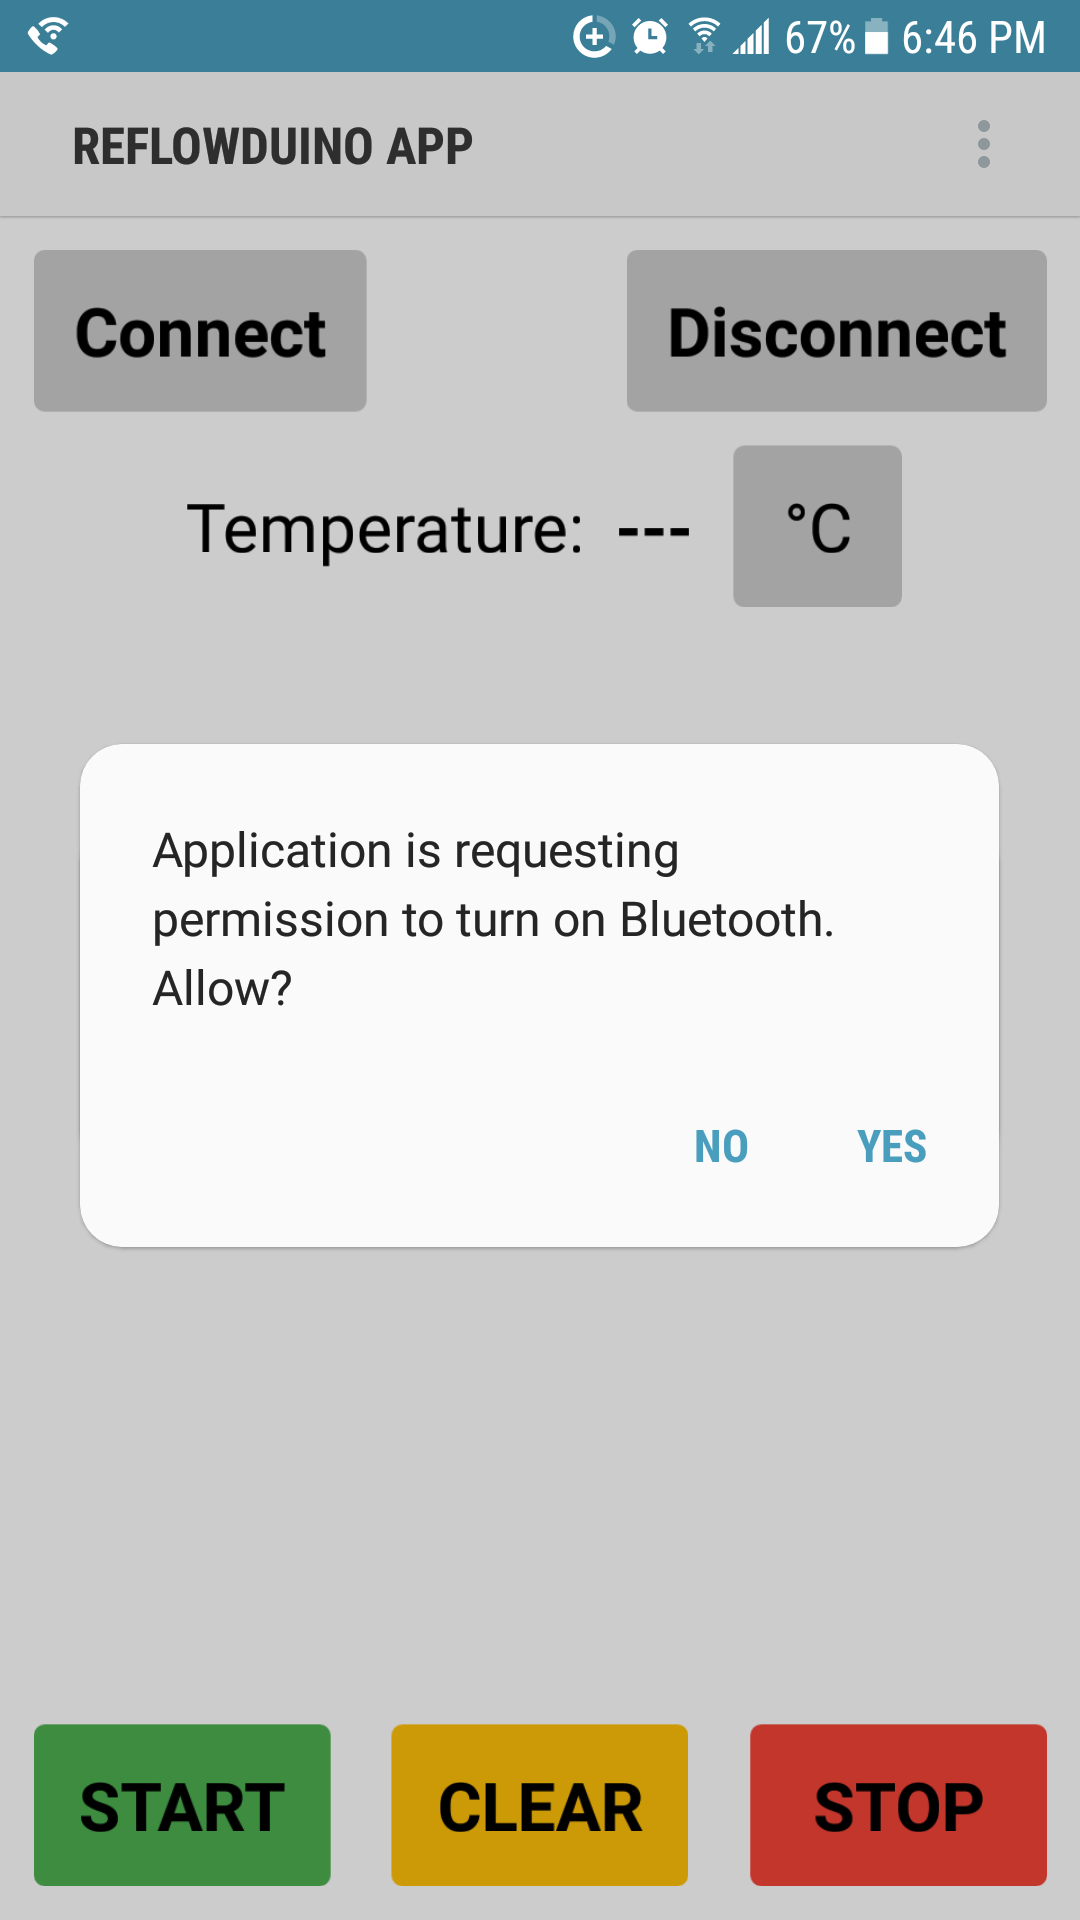 67% 6:46 PM
REFLOWDUINO APP
Connect Disconnect
Temperature: --- °C
Application is requesting
permission to turn on Bluetooth.
Allow?
NO YES
START CLEAR STOP